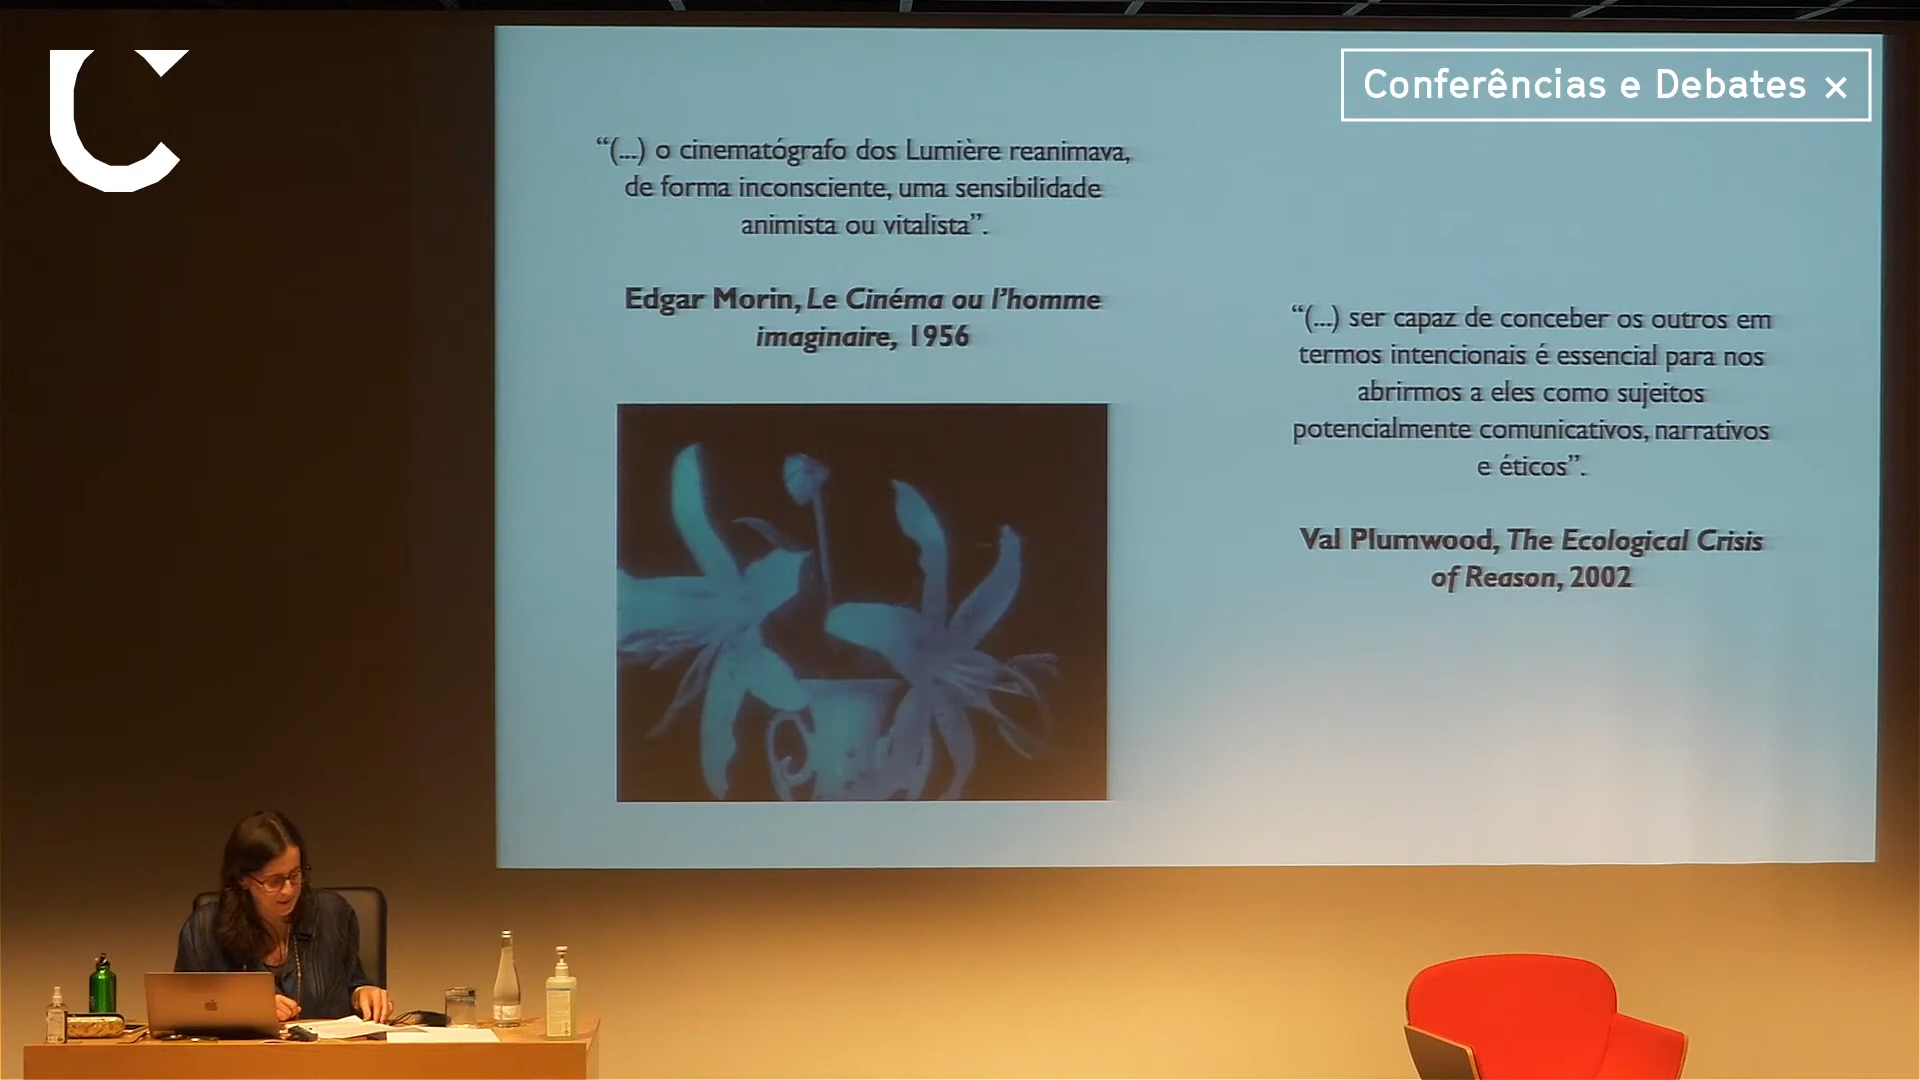 Conferências e Debates ×
“(...) o cinematógrafo dos Lumière reanimava,
de forma inconsciente, uma sensibilidade
animista ou vitalista”.
Edgar Morin, Le Cinéma ou l’homme
imaginaire, 1956
“(...) ser capaz de conceber os outros em
termos intencionais é essencial para nos
abrirmos a eles como sujeitos
potencialmente comunicativos, narrativos
e éticos”.
Val Plumwood, The Ecological Crisis
of Reason, 2002